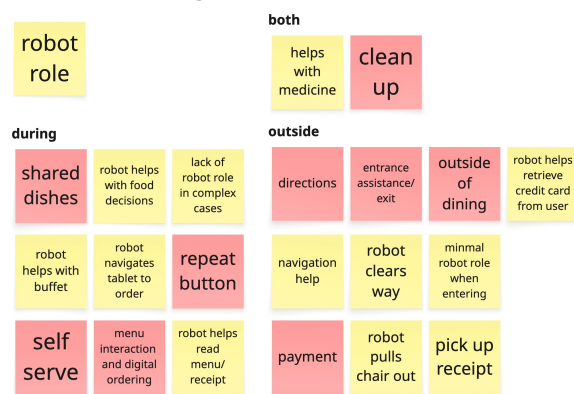 both
robot
role
helps
with
medicine
clean
up
during
shared
dishes
robot helps
with food
decisions
lack of
robot role
in complex
cases
robot
helps with
buffet
robot
navigates
tablet to
order
repeat
button
self
serve
menu
interaction
and digital
ordering
robot helps
read
menu/
receipt
outside
directions
entrance
assistance/
exit
outside
of
dining
robot helps
retrieve
credit card
from user
navigation
help
robot
clears
way
minmal
robot role
when
entering
payment
robot
pulls
chair out
pick up
receipt